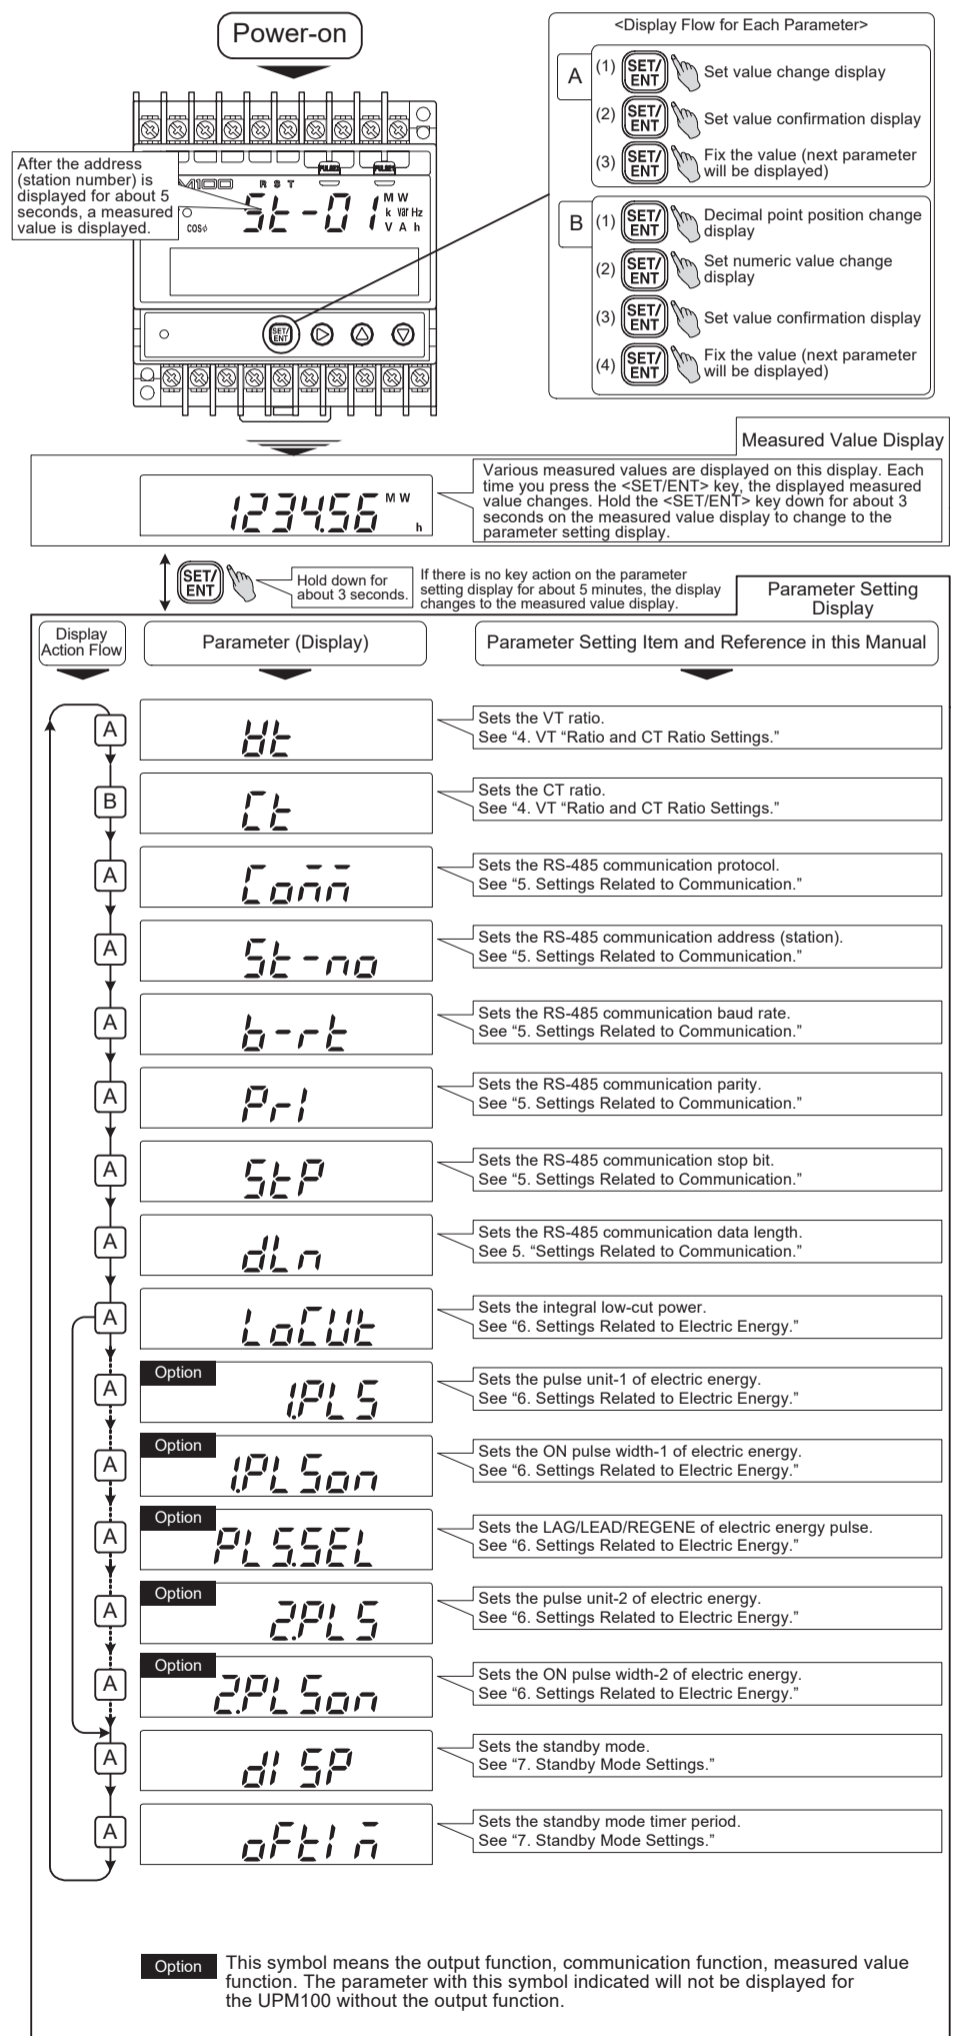 Power-on
<Display Flow for Each Parameter>
A
(1) SET/ENT Set value change display
(2) SET/ENT Set value confirmation display
(3) SET/ENT Fix the value (next parameter
will be displayed)
B
(1) SET/ENT Decimal point position change
display
(2) SET/ENT Set numeric value change
display
(3) SET/ENT Set value confirmation display
(4) SET/ENT Fix the value (next parameter
will be displayed)
After the address
(station number) is
displayed for about 5
seconds, a measured
value is displayed.
M100
R S T
PULSE1
PULSE2
St-01
M W
k var Hz
V A h
cosφ
SET/
ENT
Measured Value Display
123456
M W
h
Various measured values are displayed on this display. Each
time you press the <SET/ENT> key, the displayed measured
value changes. Hold the <SET/ENT> key down for about 3
seconds on the measured value display to change to the
parameter setting display.
SET/
ENT
Hold down for
about 3 seconds.
If there is no key action on the parameter
setting display for about 5 minutes, the display
changes to the measured value display.
Parameter Setting
Display
Display
Action Flow
Parameter (Display)
Parameter Setting Item and Reference in this Manual
A
Vt
Sets the VT ratio.
See “4. VT “Ratio and CT Ratio Settings.”
B
Ct
Sets the CT ratio.
See “4. VT “Ratio and CT Ratio Settings.”
A
Comm
Sets the RS-485 communication protocol.
See “5. Settings Related to Communication.”
A
St-no
Sets the RS-485 communication address (station).
See “5. Settings Related to Communication.”
A
b-rt
Sets the RS-485 communication baud rate.
See “5. Settings Related to Communication.”
A
PrI
Sets the RS-485 communication parity.
See “5. Settings Related to Communication.”
A
StP
Sets the RS-485 communication stop bit.
See “5. Settings Related to Communication.”
A
dLn
Sets the RS-485 communication data length.
See 5. “Settings Related to Communication.”
A
LoCUt
Sets the integral low-cut power.
See “6. Settings Related to Electric Energy.”
A
Option
1.PLS
Sets the pulse unit-1 of electric energy.
See “6. Settings Related to Electric Energy.”
A
Option
1.PLSon
Sets the ON pulse width-1 of electric energy.
See “6. Settings Related to Electric Energy.”
A
Option
PLS.SEL
Sets the LAG/LEAD/REGENE of electric energy pulse.
See “6. Settings Related to Electric Energy.”
A
Option
2.PLS
Sets the pulse unit-2 of electric energy.
See “6. Settings Related to Electric Energy.”
A
Option
2.PLSon
Sets the ON pulse width-2 of electric energy.
See “6. Settings Related to Electric Energy.”
A
dISP
Sets the standby mode.
See “7. Standby Mode Settings.”
A
oFtIm
Sets the standby mode timer period.
See “7. Standby Mode Settings.”
Option This symbol means the output function, communication function, measured value
function. The parameter with this symbol indicated will not be displayed for
the UPM100 without the output function.